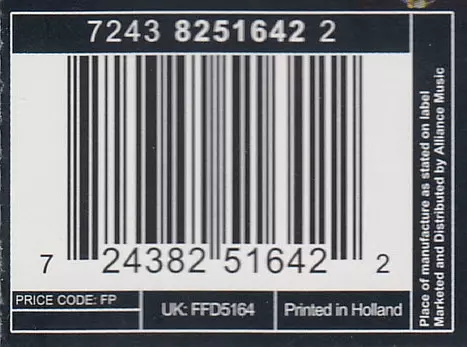 7243 8251642 2
7 24382 51642 2
PRICE CODE: FP
UK: FFD5164
Printed in Holland
Place of manufacture as stated on label
Marketed and Distributed by Alliance Music